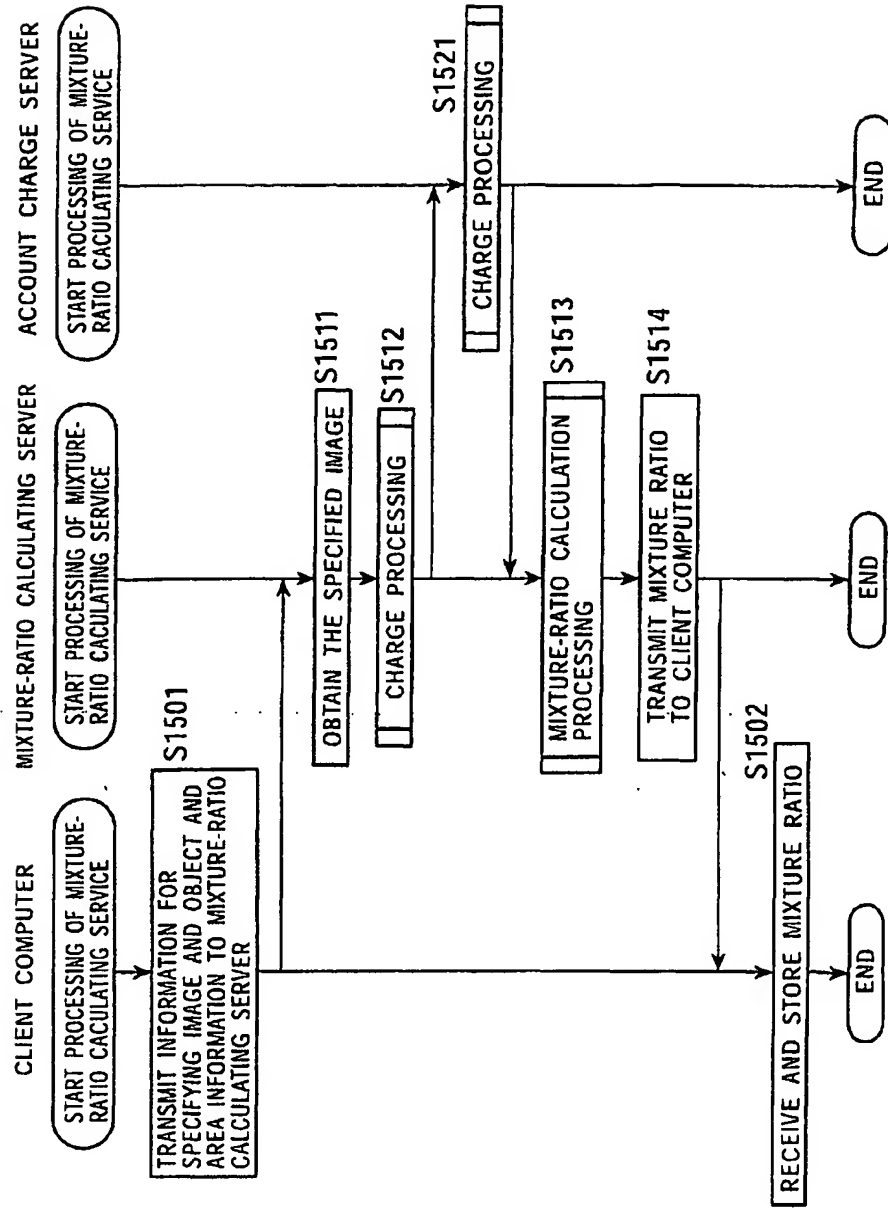 CLIENT COMPUTER
START PROCESSING OF MIXTURE-
RATIO CACULATING SERVICE
S1501
TRANSMIT INFORMATION FOR
SPECIFYING IMAGE AND OBJECT AND
AREA INFORMATION TO MIXTURE-RATIO
CALCULATING SERVER
S1502
RECEIVE AND STORE MIXTURE RATIO
END
MIXTURE-RATIO CALCULATING SERVER
START PROCESSING OF MIXTURE-
RATIO CACULATING SERVICE
S1511
OBTAIN THE SPECIFIED IMAGE
S1512
CHARGE PROCESSING
S1513
MIXTURE-RATIO CALCULATION
PROCESSING
S1514
TRANSMIT MIXTURE RATIO
TO CLIENT COMPUTER
END
ACCOUNT CHARGE SERVER
START PROCESSING OF MIXTURE-
RATIO CACULATING SERVICE
S1521
CHARGE PROCESSING
END